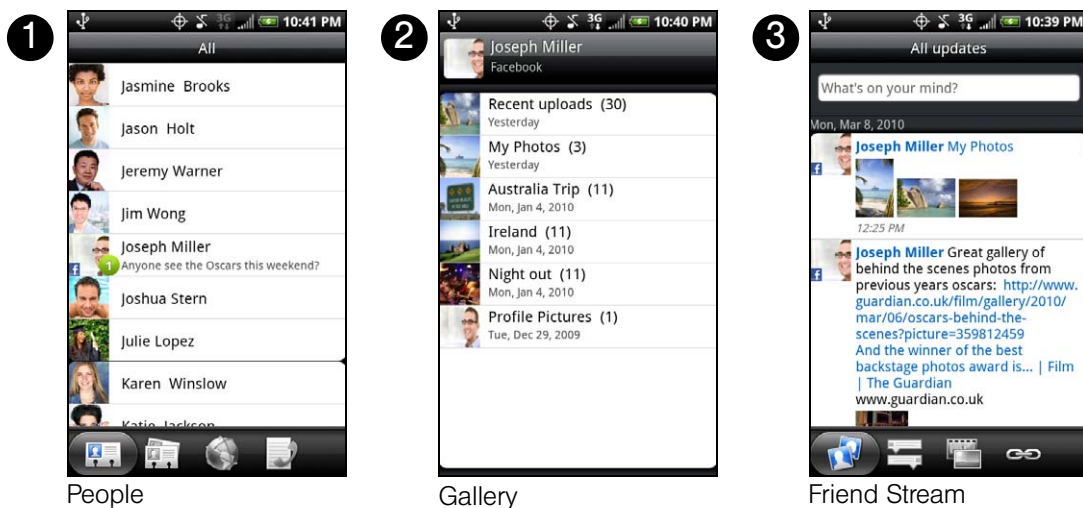 1
3G 10:41 PM
All
Jasmine Brooks
Jason Holt
Jeremy Warner
Jim Wong
Joseph Miller
1
Anyone see the Oscars this weekend?
Joshua Stern
Julie Lopez
Karen Winslow
Katie Jackson
People
2
3G 10:40 PM
Joseph Miller
Facebook
Recent uploads (30)
Yesterday
My Photos (3)
Yesterday
Australia Trip (11)
Mon, Jan 4, 2010
Ireland (11)
Mon, Jan 4, 2010
Night out (11)
Mon, Jan 4, 2010
Profile Pictures (1)
Tue, Dec 29, 2009
Gallery
3
3G 10:39 PM
All updates
What's on your mind?
Mon, Mar 8, 2010
Joseph Miller My Photos
f
12:25 PM
Joseph Miller Great gallery of
f behind the scenes photos from
previous years oscars: http://www.
guardian.co.uk/film/gallery/2010/
mar/06/oscars-behind-the-
scenes?picture=359812459
And the winner of the best
backstage photos award is... | Film
| The Guardian
www.guardian.co.uk
Friend Stream